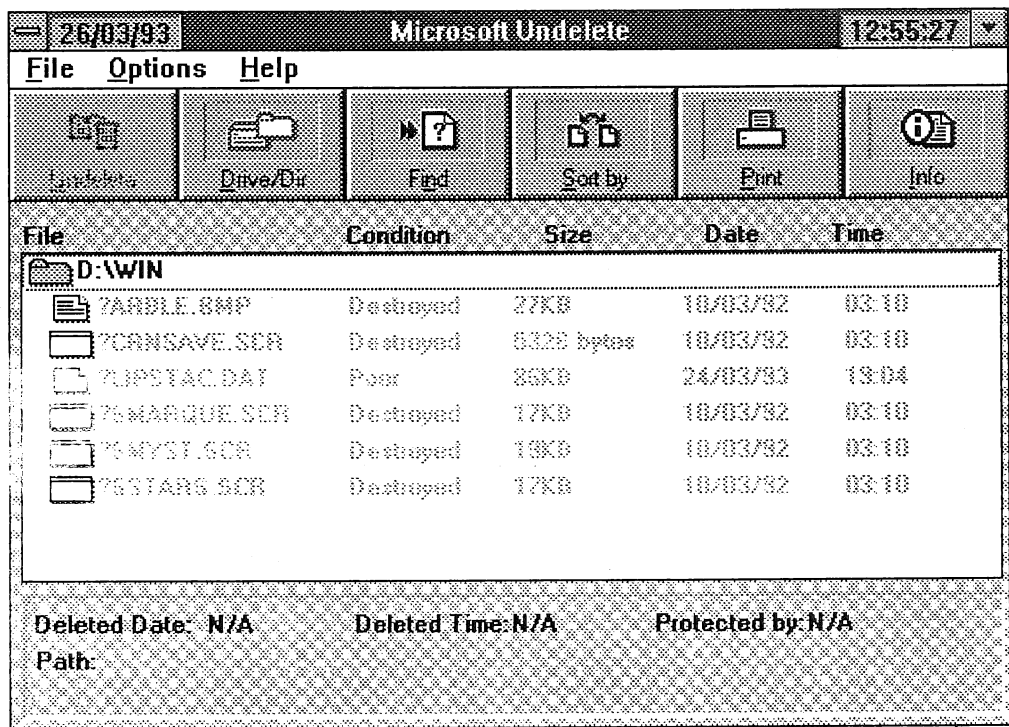 26/03/93 Microsoft Undelete 12:55:27
File Options Help
Undelete Drive/Dir Find Sort by Print Info
File Condition Size Date Time
D:\WIN
?ARBLE.BMP Destroyed 27KB 10/03/92 03:10
?CRNSAVE.SCR Destroyed 5328 bytes 10/03/92 03:10
?LIPSTAC.DAT Poor 86KB 24/03/93 19:04
?SMARQUE.SCR Destroyed 17KB 10/03/92 03:10
?SMYST.SCR Destroyed 19KB 10/03/92 03:10
?SSTARS.SCR Destroyed 17KB 10/03/92 03:10
Deleted Date: N/A Deleted Time: N/A Protected by: N/A
Path: